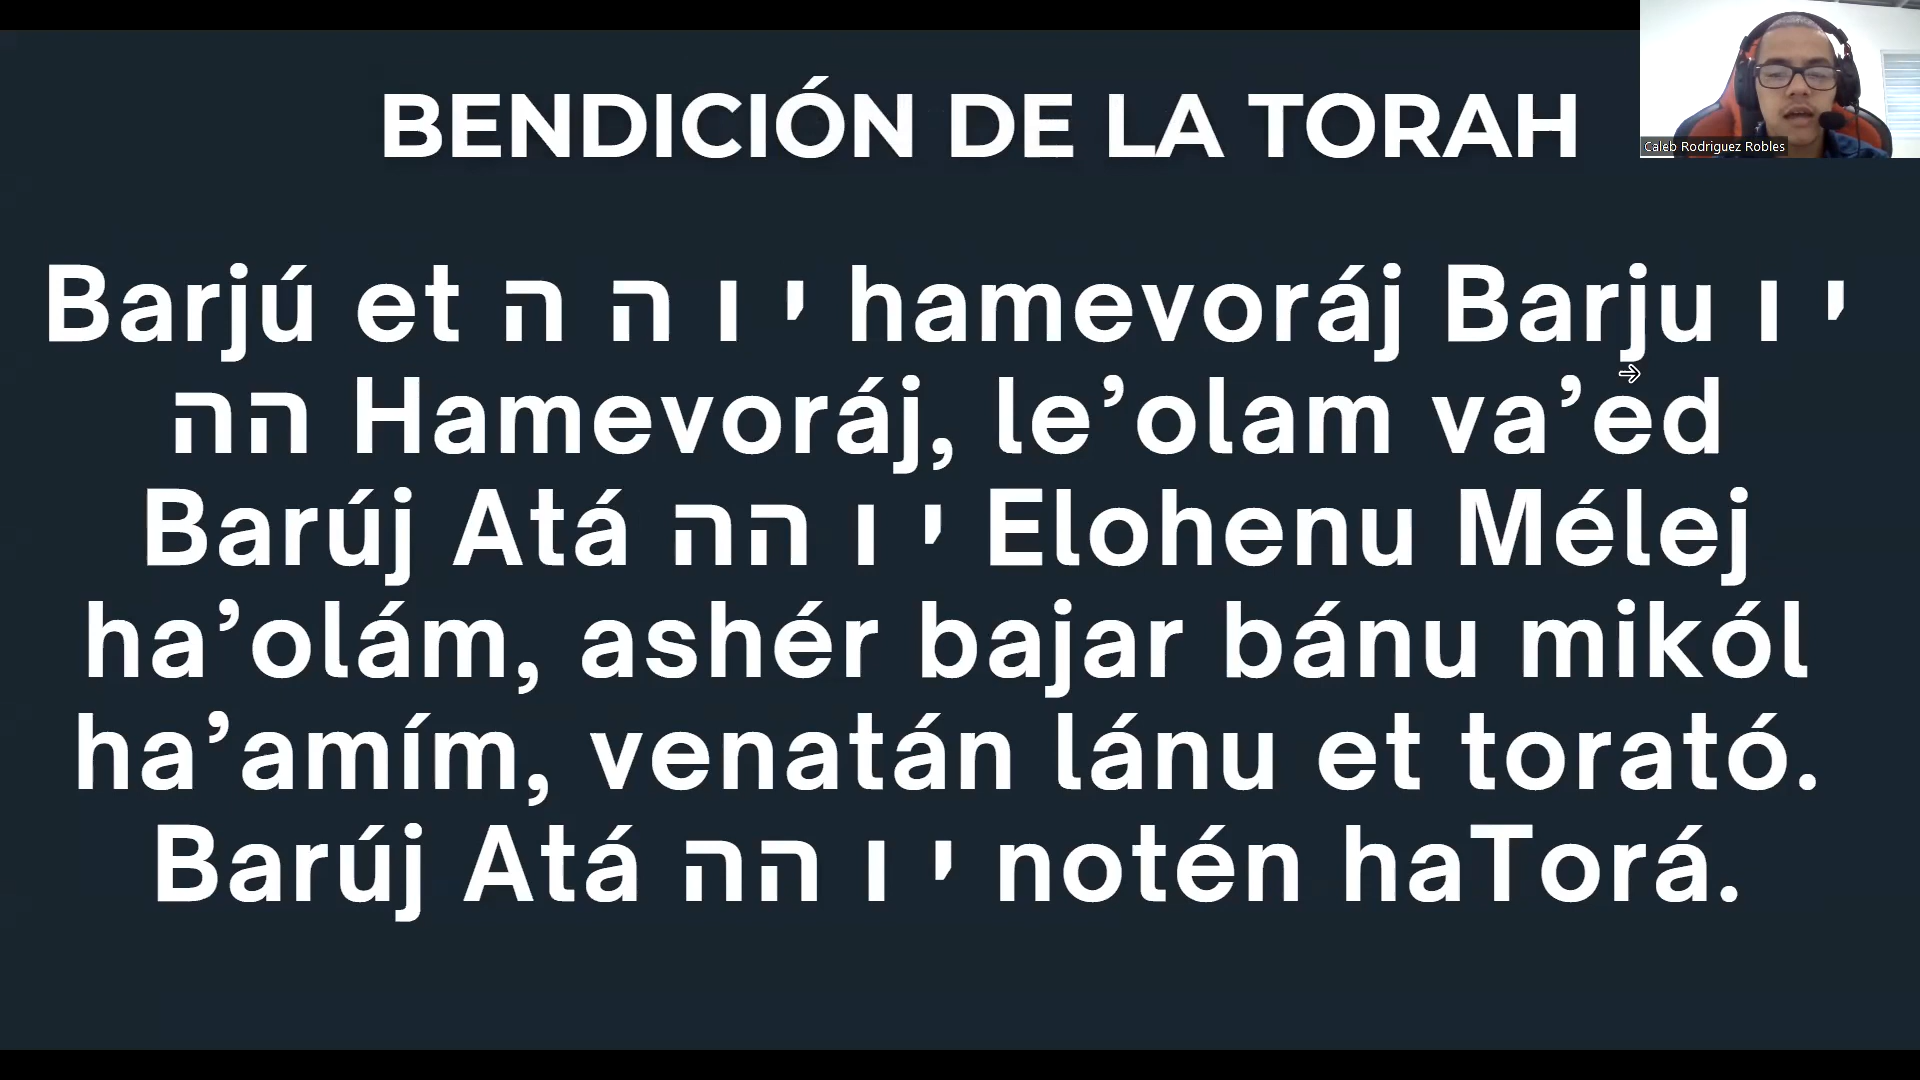 BENDICIÓN DE LA TORAH
Caleb Rodriguez Robles
Barjú et י ו ה ה hamevoráj Barju י ו
הה Hamevoráj, le’olam va’ed
Barúj Atá י ו הה Elohenu Mélej
ha’olám, ashér bajar bánu mikól
ha’amím, venatán lánu et torató.
Barúj Atá י ו הה notén haTorá.